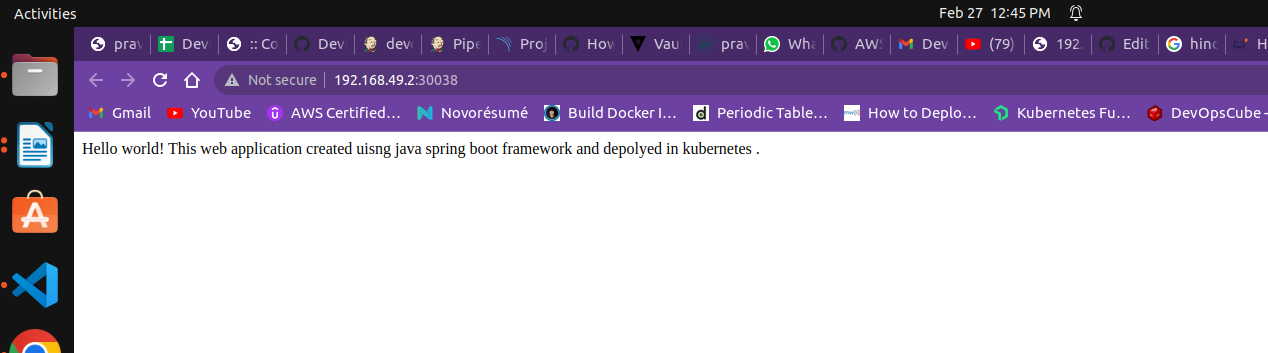 Activities
Feb 27 12:45 PM
prav
Dev
:: Co
Dev
devo
Pipe
Proj
How
Vaul
prav
Wha
AWS
Dev
(79)
192.
Edit
hinc
H
Not secure
192.168.49.2:30038
Gmail
YouTube
AWS Certified…
Novorésumé
Build Docker I…
Periodic Table…
How to Deplo…
Kubernetes Fu…
DevOpsCube -
Hello world! This web application created uisng java spring boot framework and depolyed in kubernetes .